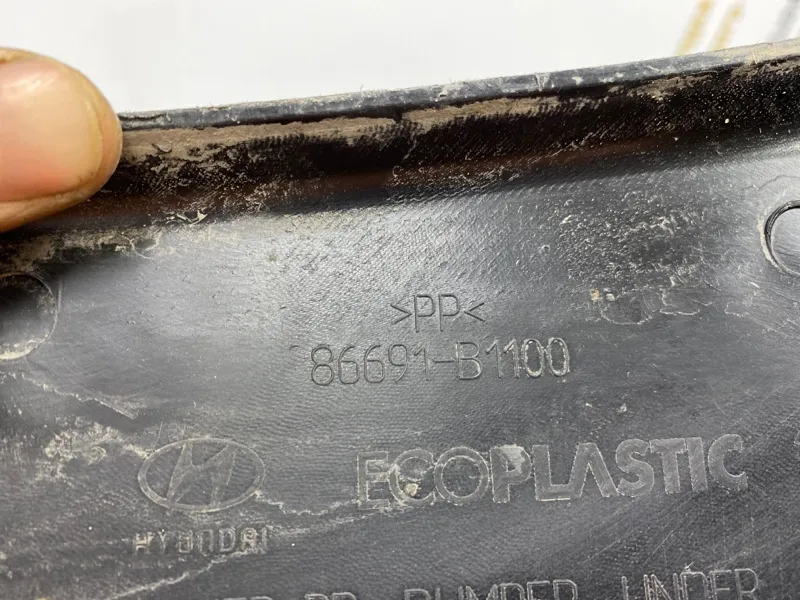 >PP<
86691-B1100
ECOPLASTIC
HYUNDAI
BUMPER UNDER